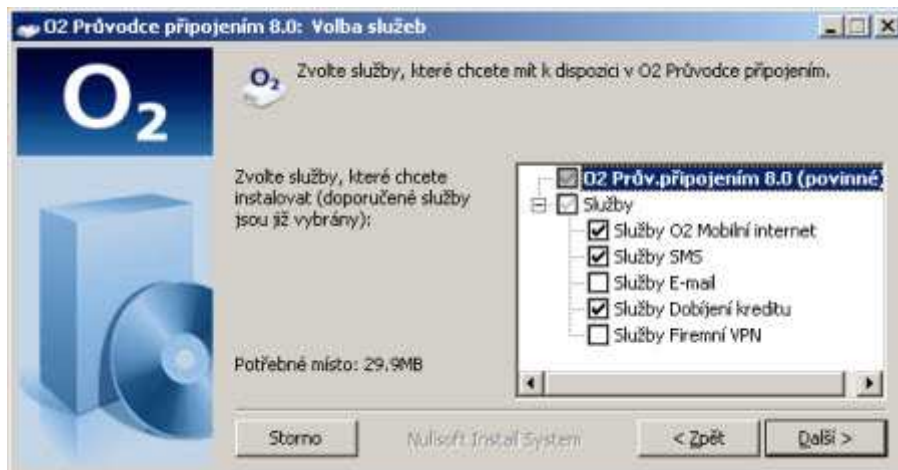 O2 Průvodce připojením 8.0: Volba služeb
O2
O2
Zvolte služby, které chcete mít k dispozici v O2 Průvodce připojením.
Zvolte služby, které chcete
instalovat (doporučené služby
jsou již vybrány):
O2 Prův.připojením 8.0 (povinné)
Služby
Služby O2 Mobilní internet
Služby SMS
Služby E-mail
Služby Dobíjení kreditu
Služby Firemní VPN
Potřebné místo: 29.9MB
Storno
Nullsoft Install System
< Zpět
Další >